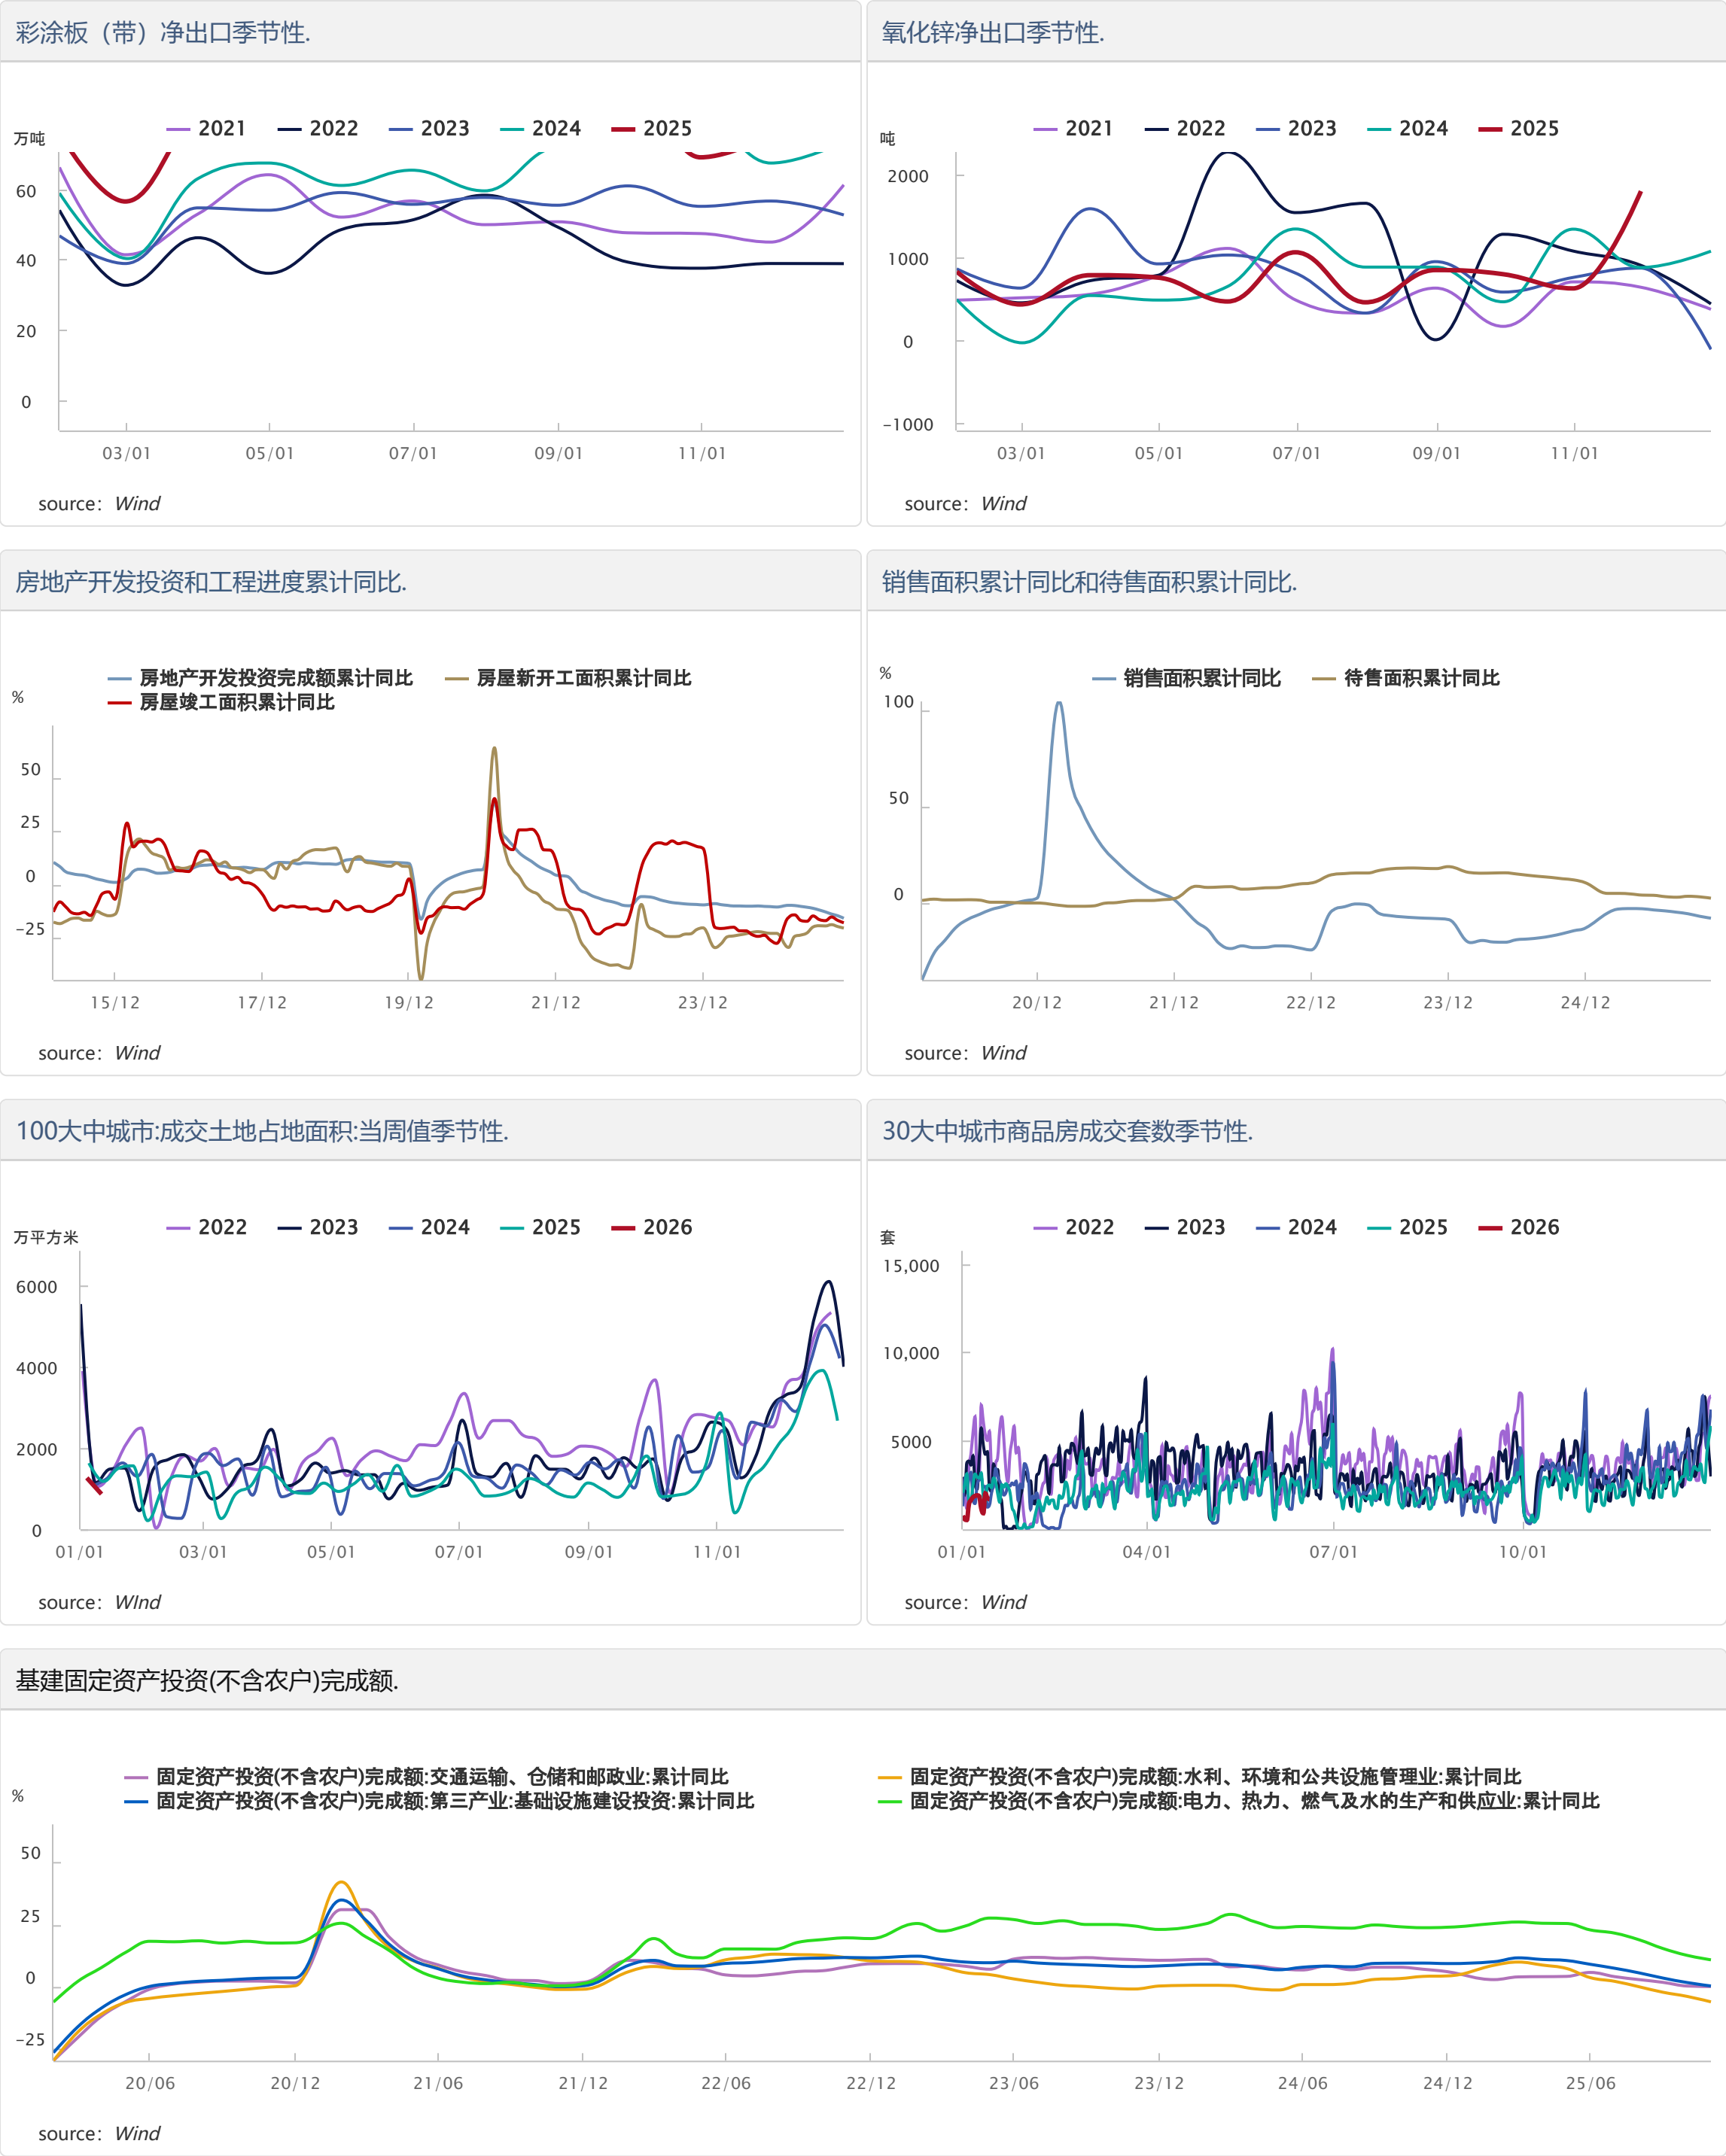 彩涂板（带）净出口季节性.
万吨
2021 2022 2023 2024 2025
60
40
20
0
03/01 05/01 07/01 09/01 11/01
source： Wind
氧化锌净出口季节性.
吨
2021 2022 2023 2024 2025
2000
1000
0
-1000
03/01 05/01 07/01 09/01 11/01
source： Wind
房地产开发投资和工程进度累计同比.
房地产开发投资完成额累计同比 房屋新开工面积累计同比
房屋竣工面积累计同比
%
50
25
0
-25
15/12 17/12 19/12 21/12 23/12
source： Wind
销售面积累计同比和待售面积累计同比.
%
销售面积累计同比 待售面积累计同比
100
50
0
20/12 21/12 22/12 23/12 24/12
source： Wind
100大中城市:成交土地占地面积:当周值季节性.
万平方米
2022 2023 2024 2025 2026
6000
4000
2000
0
01/01 03/01 05/01 07/01 09/01 11/01
source： WInd
30大中城市商品房成交套数季节性.
套
2022 2023 2024 2025 2026
15,000
10,000
5000
01/01 04/01 07/01 10/01
source： Wind
基建固定资产投资(不含农户)完成额.
%
固定资产投资(不含农户)完成额:交通运输、仓储和邮政业:累计同比 固定资产投资(不含农户)完成额:水利、环境和公共设施管理业:累计同比
固定资产投资(不含农户)完成额:第三产业:基础设施建设投资:累计同比 固定资产投资(不含农户)完成额:电力、热力、燃气及水的生产和供应业:累计同比
50
25
0
-25
20/06 20/12 21/06 21/12 22/06 22/12 23/06 23/12 24/06 24/12 25/06
source： Wind